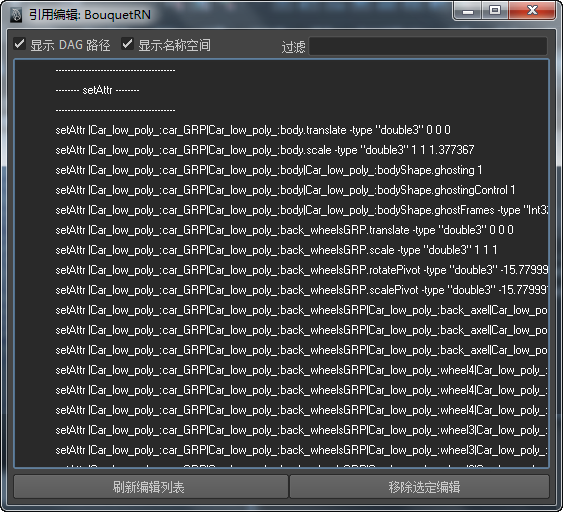 引用编辑: BouquetRN
显示 DAG 路径 显示名称空间 过滤
----------------------------------------
-------- setAttr --------
----------------------------------------
setAttr |Car_low_poly_:car_GRP|Car_low_poly_:body.translate -type "double3" 0 0 0
setAttr |Car_low_poly_:car_GRP|Car_low_poly_:body.scale -type "double3" 1 1 1.377367
setAttr |Car_low_poly_:car_GRP|Car_low_poly_:body|Car_low_poly_:bodyShape.ghosting 1
setAttr |Car_low_poly_:car_GRP|Car_low_poly_:body|Car_low_poly_:bodyShape.ghostingControl 1
setAttr |Car_low_poly_:car_GRP|Car_low_poly_:body|Car_low_poly_:bodyShape.ghostFrames -type "Int32
setAttr |Car_low_poly_:car_GRP|Car_low_poly_:back_wheelsGRP.translate -type "double3" 0 0 0
setAttr |Car_low_poly_:car_GRP|Car_low_poly_:back_wheelsGRP.scale -type "double3" 1 1 1
setAttr |Car_low_poly_:car_GRP|Car_low_poly_:back_wheelsGRP.rotatePivot -type "double3" -15.77999
setAttr |Car_low_poly_:car_GRP|Car_low_poly_:back_wheelsGRP.scalePivot -type "double3" -15.77999
setAttr |Car_low_poly_:car_GRP|Car_low_poly_:back_wheelsGRP|Car_low_poly_:back_axel|Car_low_po
setAttr |Car_low_poly_:car_GRP|Car_low_poly_:back_wheelsGRP|Car_low_poly_:back_axel|Car_low_po
setAttr |Car_low_poly_:car_GRP|Car_low_poly_:back_wheelsGRP|Car_low_poly_:back_axel|Car_low_po
setAttr |Car_low_poly_:car_GRP|Car_low_poly_:back_wheelsGRP|Car_low_poly_:wheel4|Car_low_poly_:
setAttr |Car_low_poly_:car_GRP|Car_low_poly_:back_wheelsGRP|Car_low_poly_:wheel4|Car_low_poly_:
setAttr |Car_low_poly_:car_GRP|Car_low_poly_:back_wheelsGRP|Car_low_poly_:wheel4|Car_low_poly_:
setAttr |Car_low_poly_:car_GRP|Car_low_poly_:back_wheelsGRP|Car_low_poly_:wheel3|Car_low_poly_:
setAttr |Car_low_poly_:car_GRP|Car_low_poly_:back_wheelsGRP|Car_low_poly_:wheel3|Car_low_poly_:
刷新编辑列表 移除选定编辑